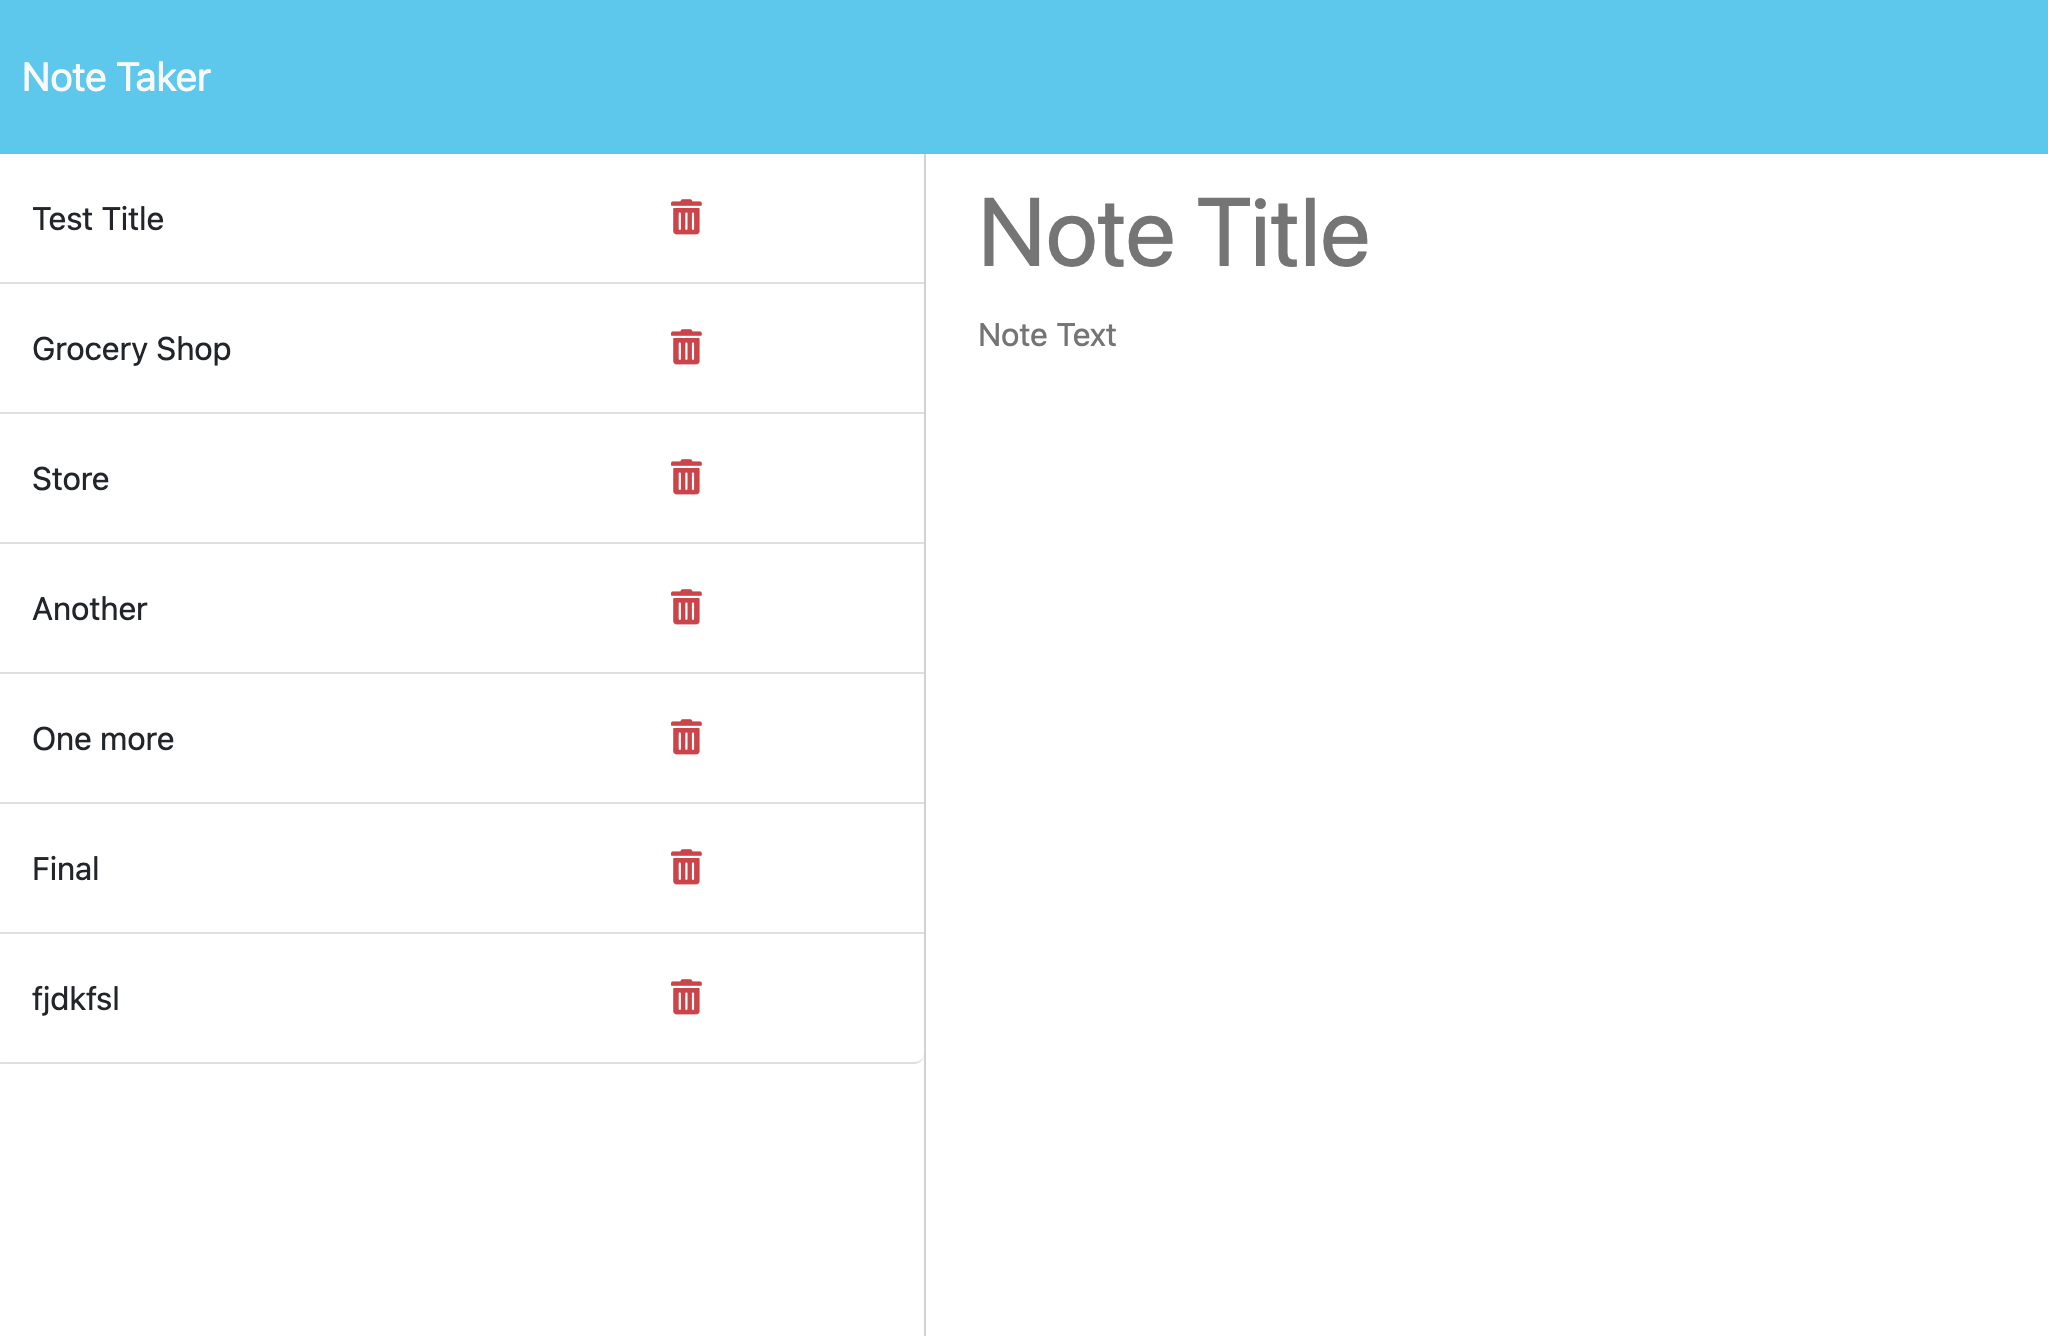 Note Taker
Test Title
Grocery Shop
Store
Another
One more
Final
fjdkfsl
Note Title
Note Text